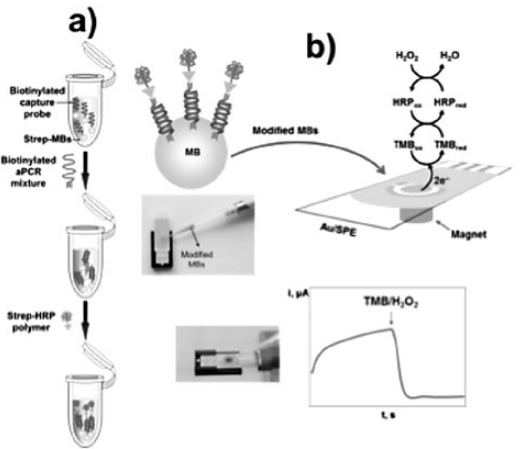 a)
Biotinylated
capture
probe
Strep-MBs
Biotinylated
aPCR
mixture
Strep-HRP
polymer
MB
Modified MBs
Modified
MBs
b)
H₂O₂ H₂O
HRPox HRPred
TMBox TMBred
2e⁻
Au/SPE
Magnet
i, µA
TMB/H₂O₂
t, s